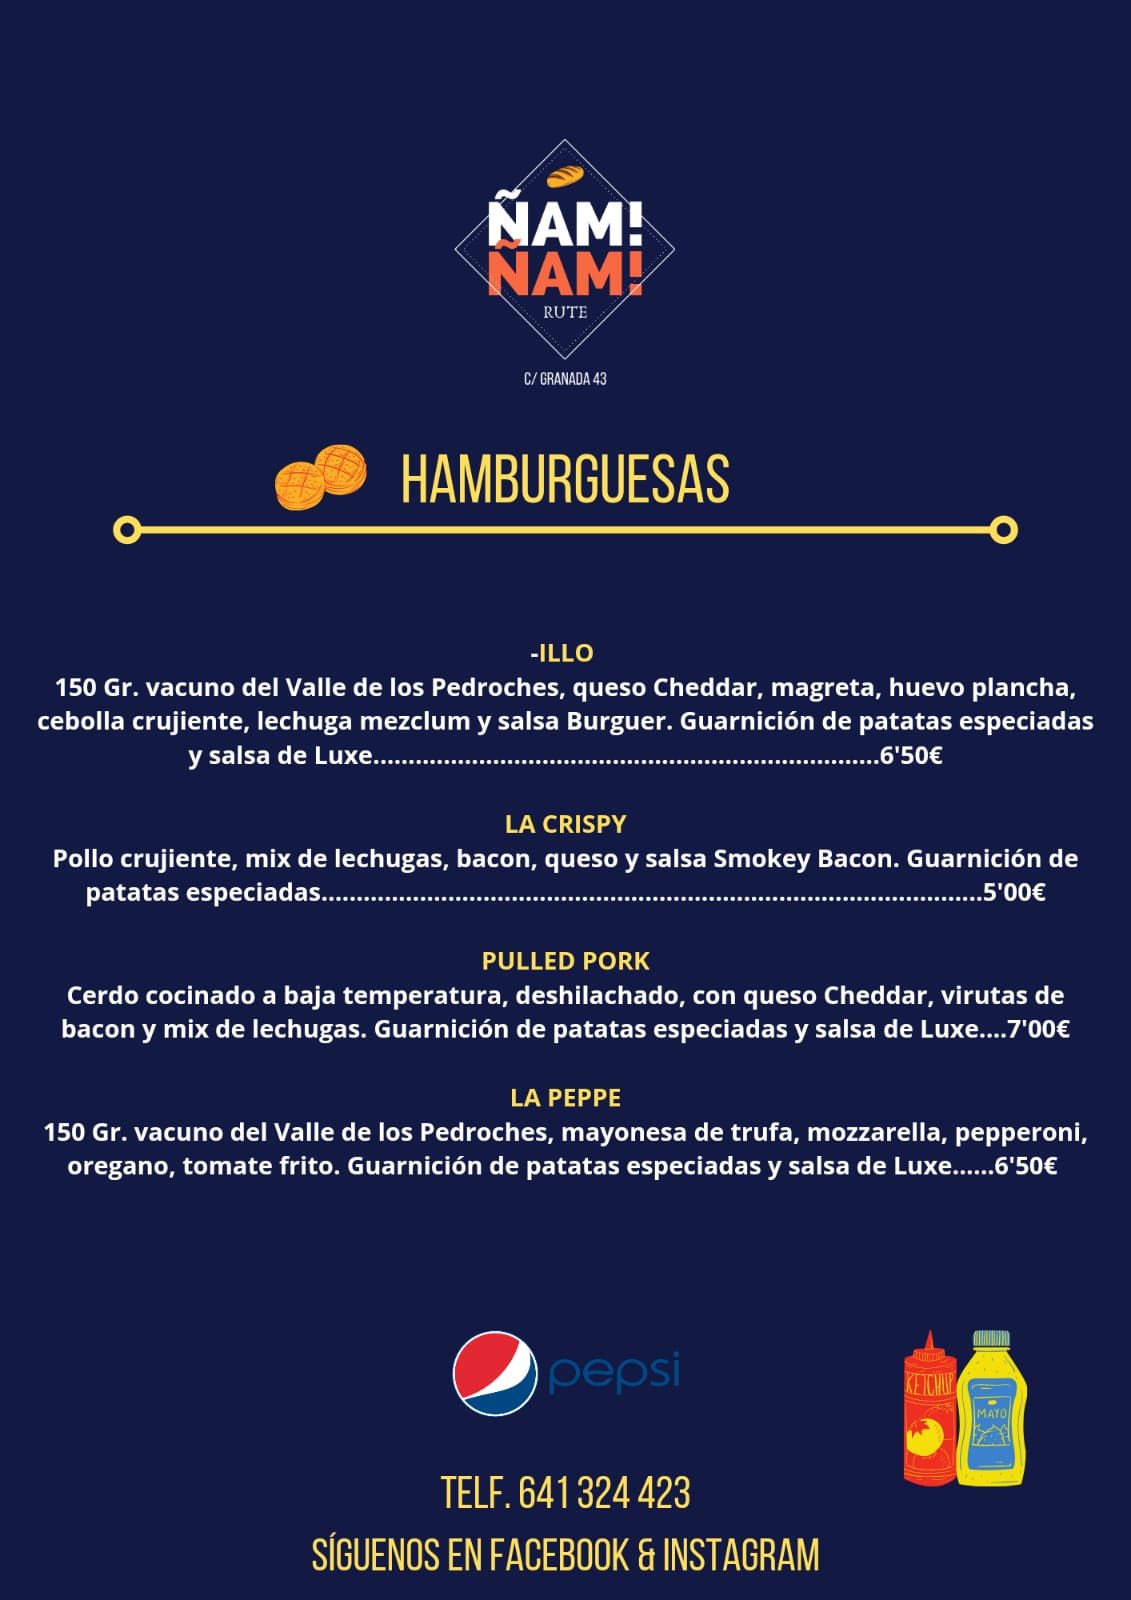 ÑAM!
ÑAM!
RUTE
C/ GRANADA 43
HAMBURGUESAS
-ILLO
150 Gr. vacuno del Valle de los Pedroches, queso Cheddar, magreta, huevo plancha,
cebolla crujiente, lechuga mezclum y salsa Burguer. Guarnición de patatas especiadas
y salsa de Luxe........................................................................6'50€
LA CRISPY
Pollo crujiente, mix de lechugas, bacon, queso y salsa Smokey Bacon. Guarnición de
patatas especiadas..............................................................................................5'00€
PULLED PORK
Cerdo cocinado a baja temperatura, deshilachado, con queso Cheddar, virutas de
bacon y mix de lechugas. Guarnición de patatas especiadas y salsa de Luxe....7'00€
LA PEPPE
150 Gr. vacuno del Valle de los Pedroches, mayonesa de trufa, mozzarella, pepperoni,
oregano, tomate frito. Guarnición de patatas especiadas y salsa de Luxe......6'50€
pepsi
KETCHUP
MAYO
TELF. 641 324 423
SÍGUENOS EN FACEBOOK & INSTAGRAM